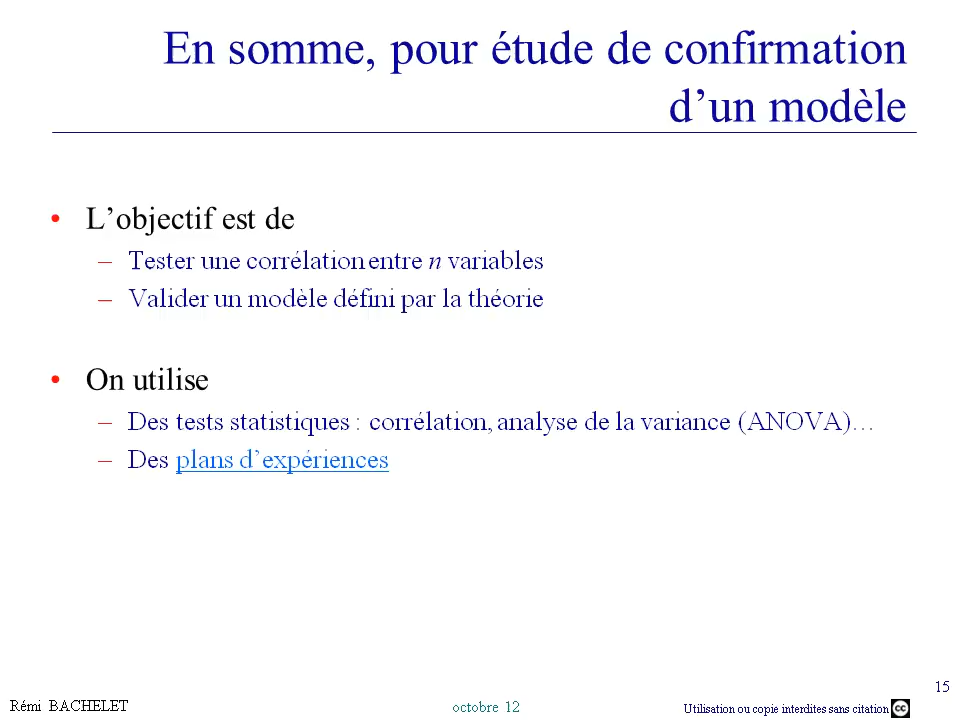 En somme, pour étude de confirmation
d’un modèle
• L’objectif est de
– Tester une corrélation entre n variables
– Valider un modèle défini par la théorie
• On utilise
– Des tests statistiques : corrélation, analyse de la variance (ANOVA)…
– Des plans d’expériences
15
Rémi BACHELET
octobre 12
Utilisation ou copie interdites sans citation
cc